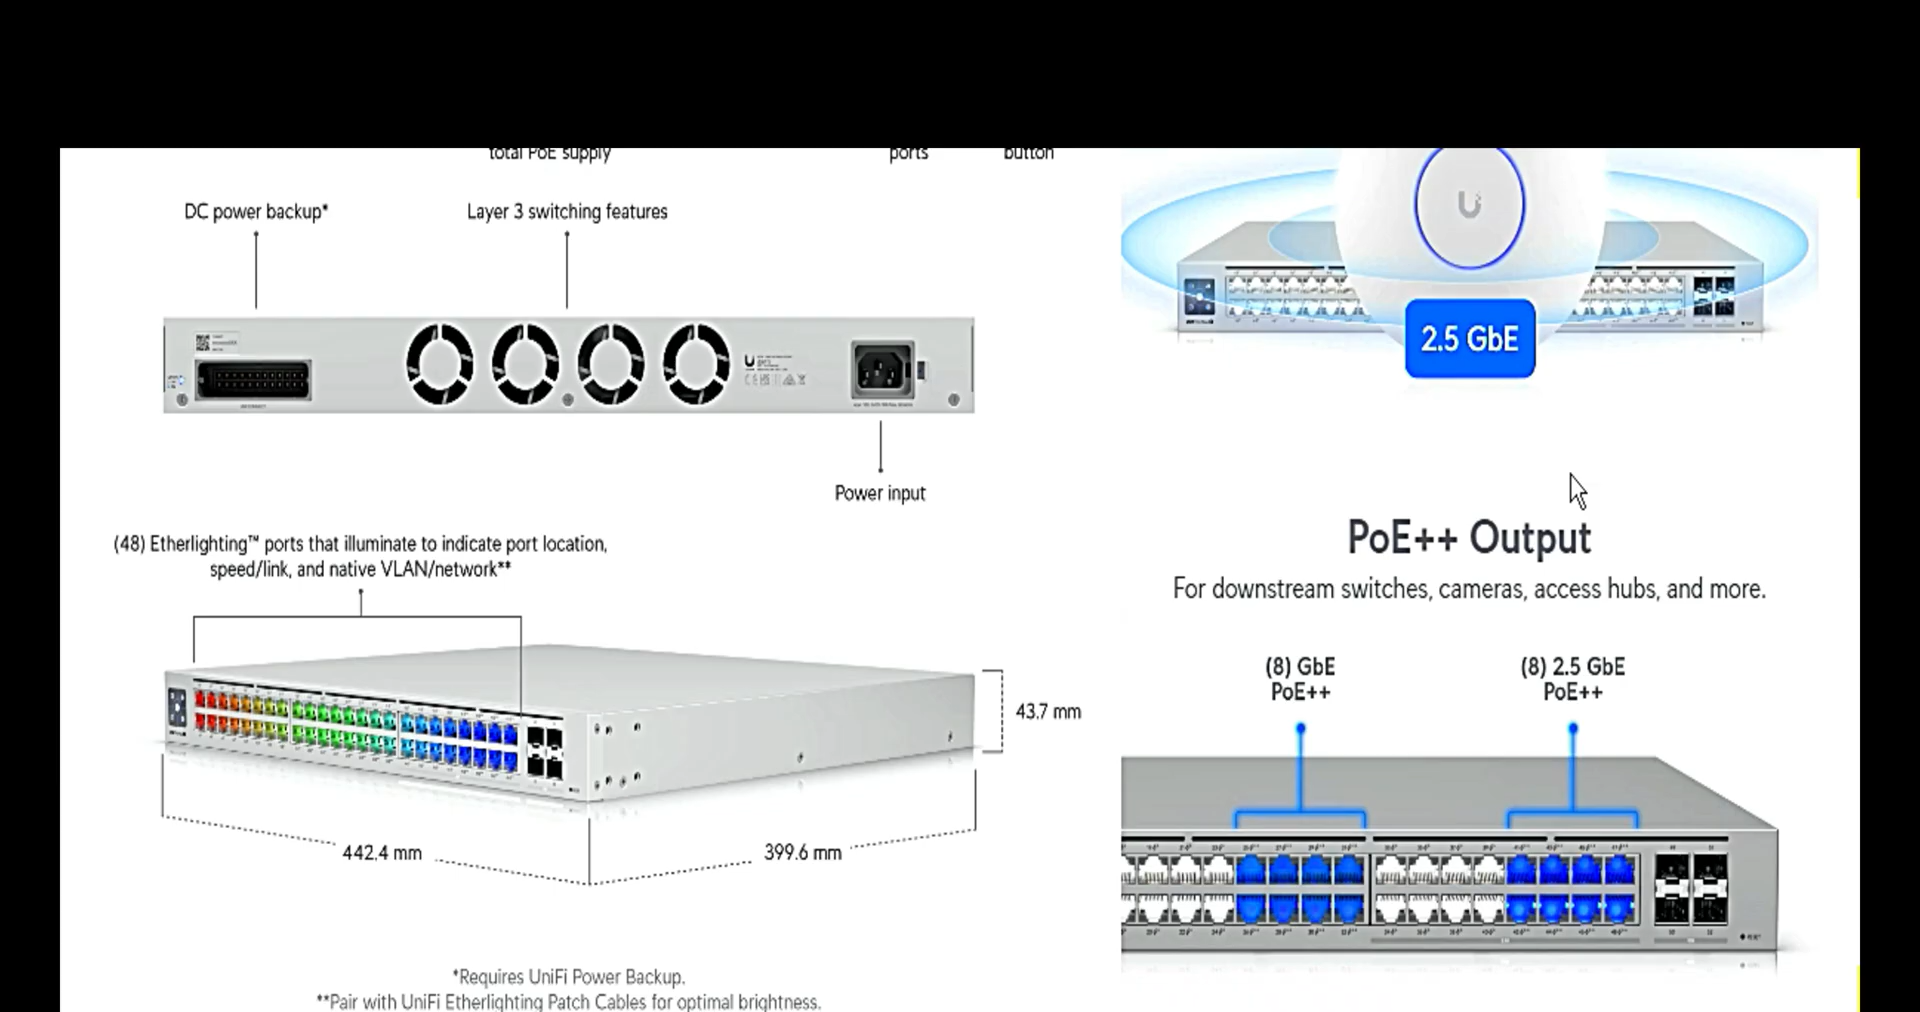 total PoE supply
ports
button
DC power backup*
Layer 3 switching features
Power input
(48) Etherlighting™ ports that illuminate to indicate port location,
speed/link, and native VLAN/network**
43.7 mm
442.4 mm
399.6 mm
*Requires UniFi Power Backup.
**Pair with UniFi Etherlighting Patch Cables for optimal brightness.
2.5 GbE
PoE++ Output
For downstream switches, cameras, access hubs, and more.
(8) GbE
PoE++
(8) 2.5 GbE
PoE++